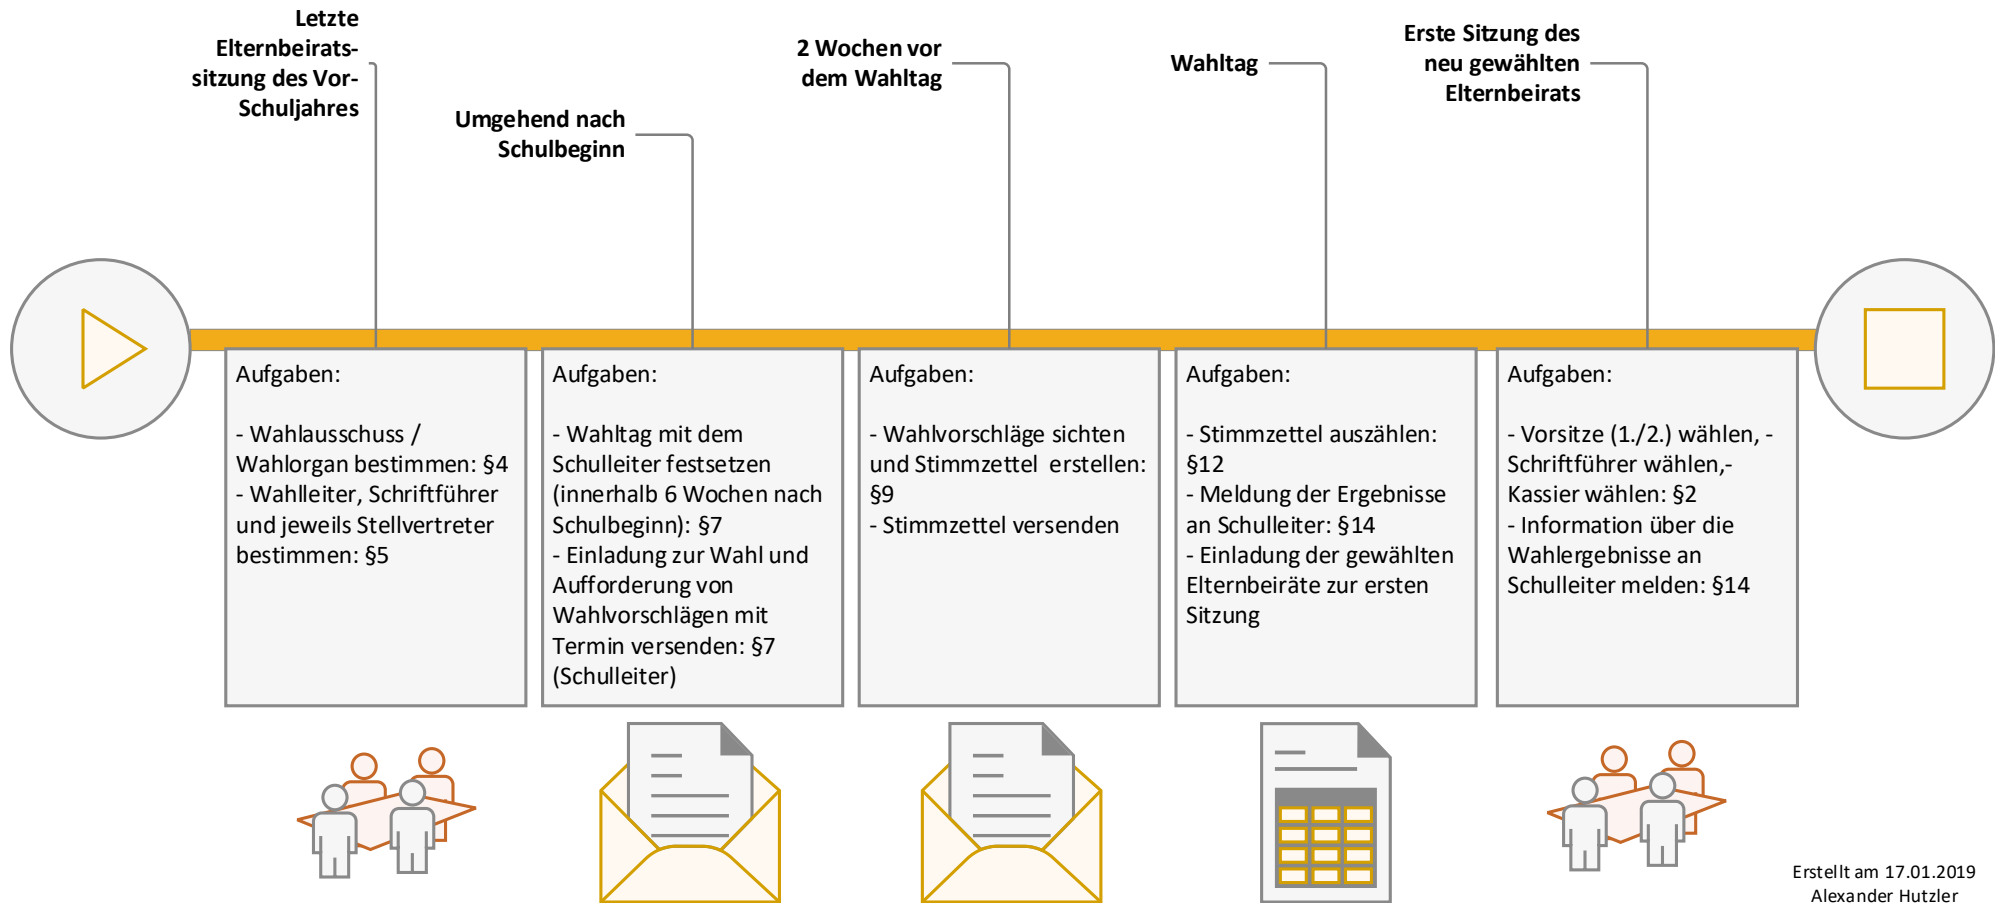 Letzte
Elternbeirats-
sitzung des Vor-
Schuljahres
Umgehend nach
Schulbeginn
2 Wochen vor
dem Wahltag
Wahltag
Erste Sitzung des
neu gewählten
Elternbeirats
Aufgaben:
- Wahlausschuss /
Wahlorgan bestimmen: §4
- Wahlleiter, Schriftführer
und jeweils Stellvertreter
bestimmen: §5
Aufgaben:
- Wahltag mit dem
Schulleiter festsetzen
(innerhalb 6 Wochen nach
Schulbeginn): §7
- Einladung zur Wahl und
Aufforderung von
Wahlvorschlägen mit
Termin versenden: §7
(Schulleiter)
Aufgaben:
- Wahlvorschläge sichten
und Stimmzettel erstellen:
§9
- Stimmzettel versenden
Aufgaben:
- Stimmzettel auszählen:
§12
- Meldung der Ergebnisse
an Schulleiter: §14
- Einladung der gewählten
Elternbeiräte zur ersten
Sitzung
Aufgaben:
- Vorsitze (1./2.) wählen, -
Schriftführer wählen,-
Kassier wählen: §2
- Information über die
Wahlergebnisse an
Schulleiter melden: §14
Erstellt am 17.01.2019
Alexander Hutzler